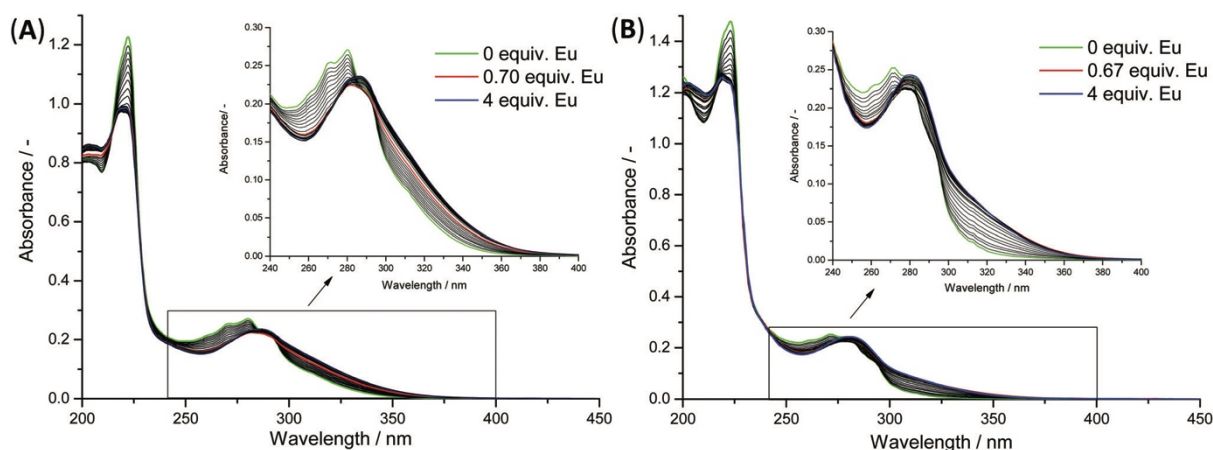 (A)
0 equiv. Eu
0.70 equiv. Eu
4 equiv. Eu
Absorbance / -
1.2
1.0
0.8
0.6
0.4
0.2
0.0
200 250 300 350 400 450
Wavelength / nm
Absorbance/ -
0.30
0.25
0.20
0.15
0.10
0.05
0.00
240 260 280 300 320 340 360 380 400
Wavelength / nm
(B)
0 equiv. Eu
0.67 equiv. Eu
4 equiv. Eu
Absorbance / -
1.4
1.2
1.0
0.8
0.6
0.4
0.2
0.0
200 250 300 350 400 450
Wavelength / nm
Absorbance / -
0.30
0.25
0.20
0.15
0.10
0.05
0.00
240 260 280 300 320 340 360 380 400
Wavelength / nm